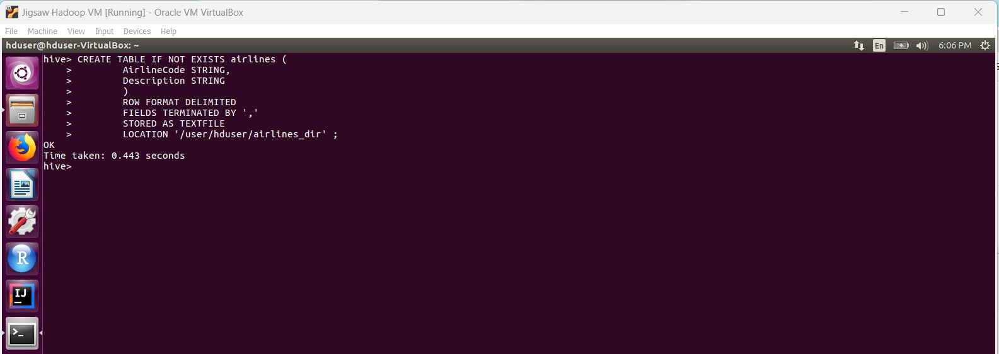 Jigsaw Hadoop VM [Running] - Oracle VM VirtualBox
File Machine View Input Devices Help
hduser@hduser-VirtualBox: ~ En 6:06 PM
hive> CREATE TABLE IF NOT EXISTS airlines (
> AirlineCode STRING,
> Description STRING
> )
> ROW FORMAT DELIMITED
> FIELDS TERMINATED BY ','
> STORED AS TEXTFILE
> LOCATION '/user/hduser/airlines_dir' ;
OK
Time taken: 0.443 seconds
hive>
R
IJ
>_